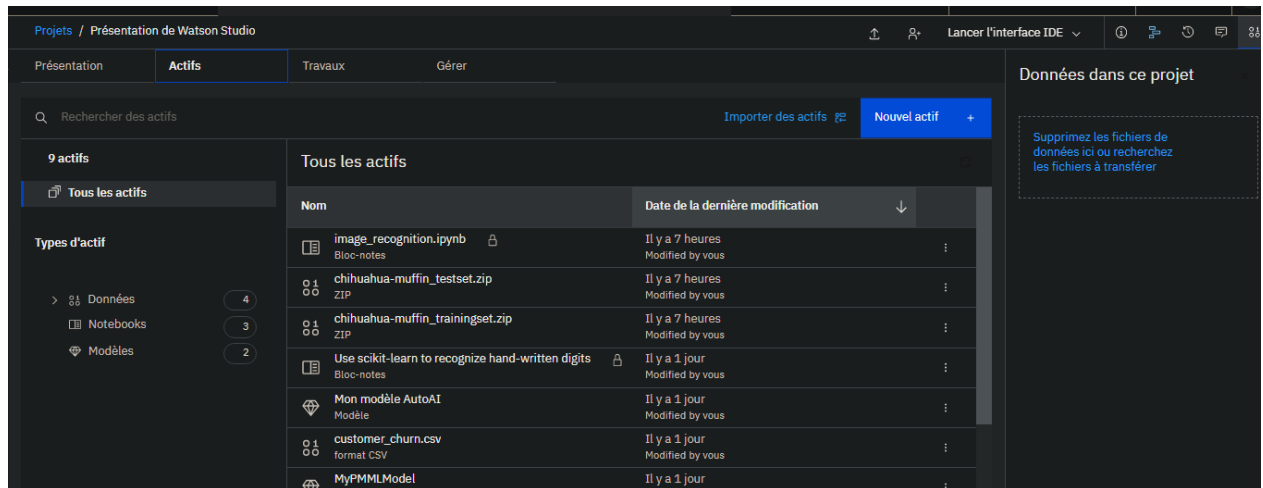 Projets / Présentation de Watson Studio
Lancer l'interface IDE
Présentation
Actifs
Travaux
Gérer
Données dans ce projet
Rechercher des actifs
Importer des actifs
Nouvel actif +
Supprimez les fichiers de
données ici ou recherchez
les fichiers à transférer
9 actifs
Tous les actifs
Types d'actif
Données 4
Notebooks 3
Modèles 2
Tous les actifs
Nom
Date de la dernière modification
image_recognition.ipynb
Bloc-notes
Il y a 7 heures
Modified by vous
chihuahua-muffin_testset.zip
ZIP
Il y a 7 heures
Modified by vous
chihuahua-muffin_trainingset.zip
ZIP
Il y a 7 heures
Modified by vous
Use scikit-learn to recognize hand-written digits
Bloc-notes
Il y a 1 jour
Modified by vous
Mon modèle AutoAI
Modèle
Il y a 1 jour
Modified by vous
customer_churn.csv
format CSV
Il y a 1 jour
Modified by vous
MyPMMLModel
Il y a 1 jour